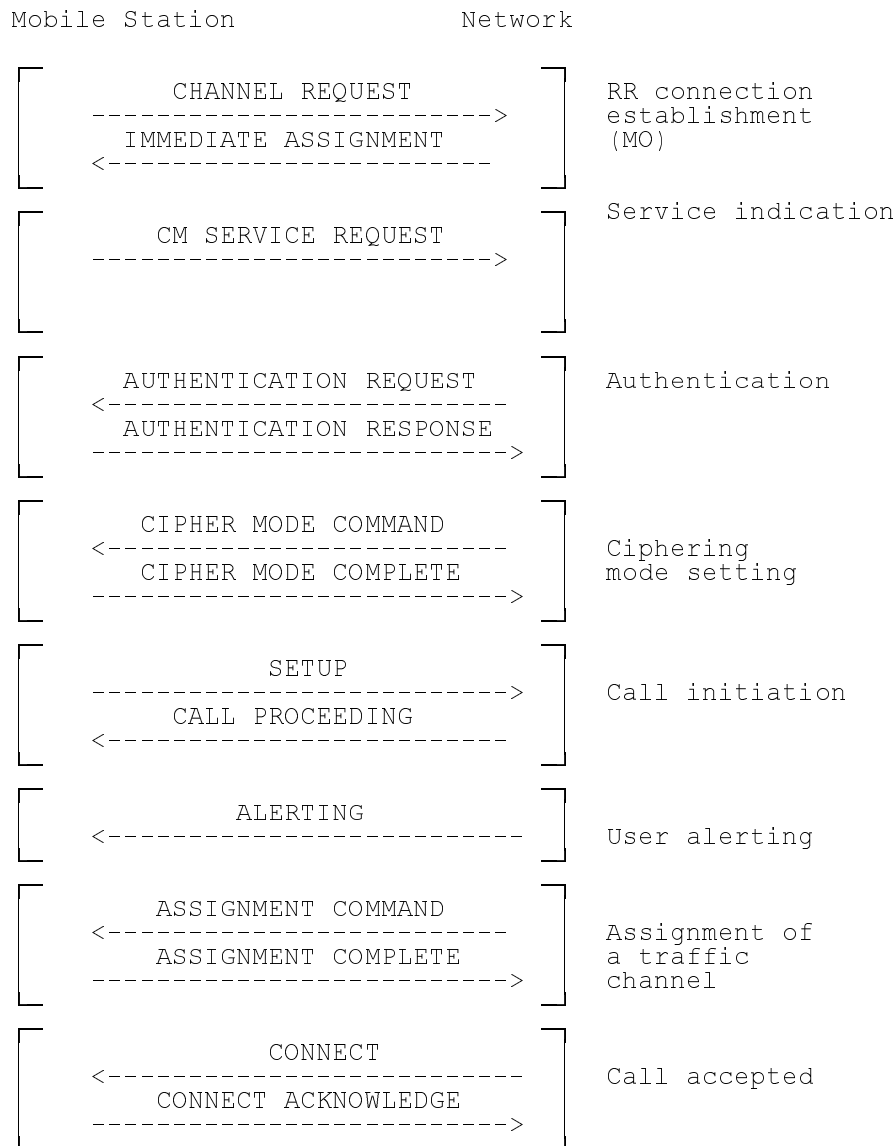 Mobile Station Network
CHANNEL REQUEST RR connection
-------------------------> establishment
IMMEDIATE ASSIGNMENT (MO)
<------------------------
Service indication
CM SERVICE REQUEST
------------------------->
AUTHENTICATION REQUEST Authentication
<-------------------------
AUTHENTICATION RESPONSE
-------------------------->
CIPHER MODE COMMAND
<------------------------- Ciphering
CIPHER MODE COMPLETE mode setting
-------------------------->
SETUP
--------------------------> Call initiation
CALL PROCEEDING
<-------------------------
ALERTING
<-------------------------- User alerting
ASSIGNMENT COMMAND
<------------------------- Assignment of
ASSIGNMENT COMPLETE a traffic
--------------------------> channel
CONNECT
<-------------------------- Call accepted
CONNECT ACKNOWLEDGE
-------------------------->